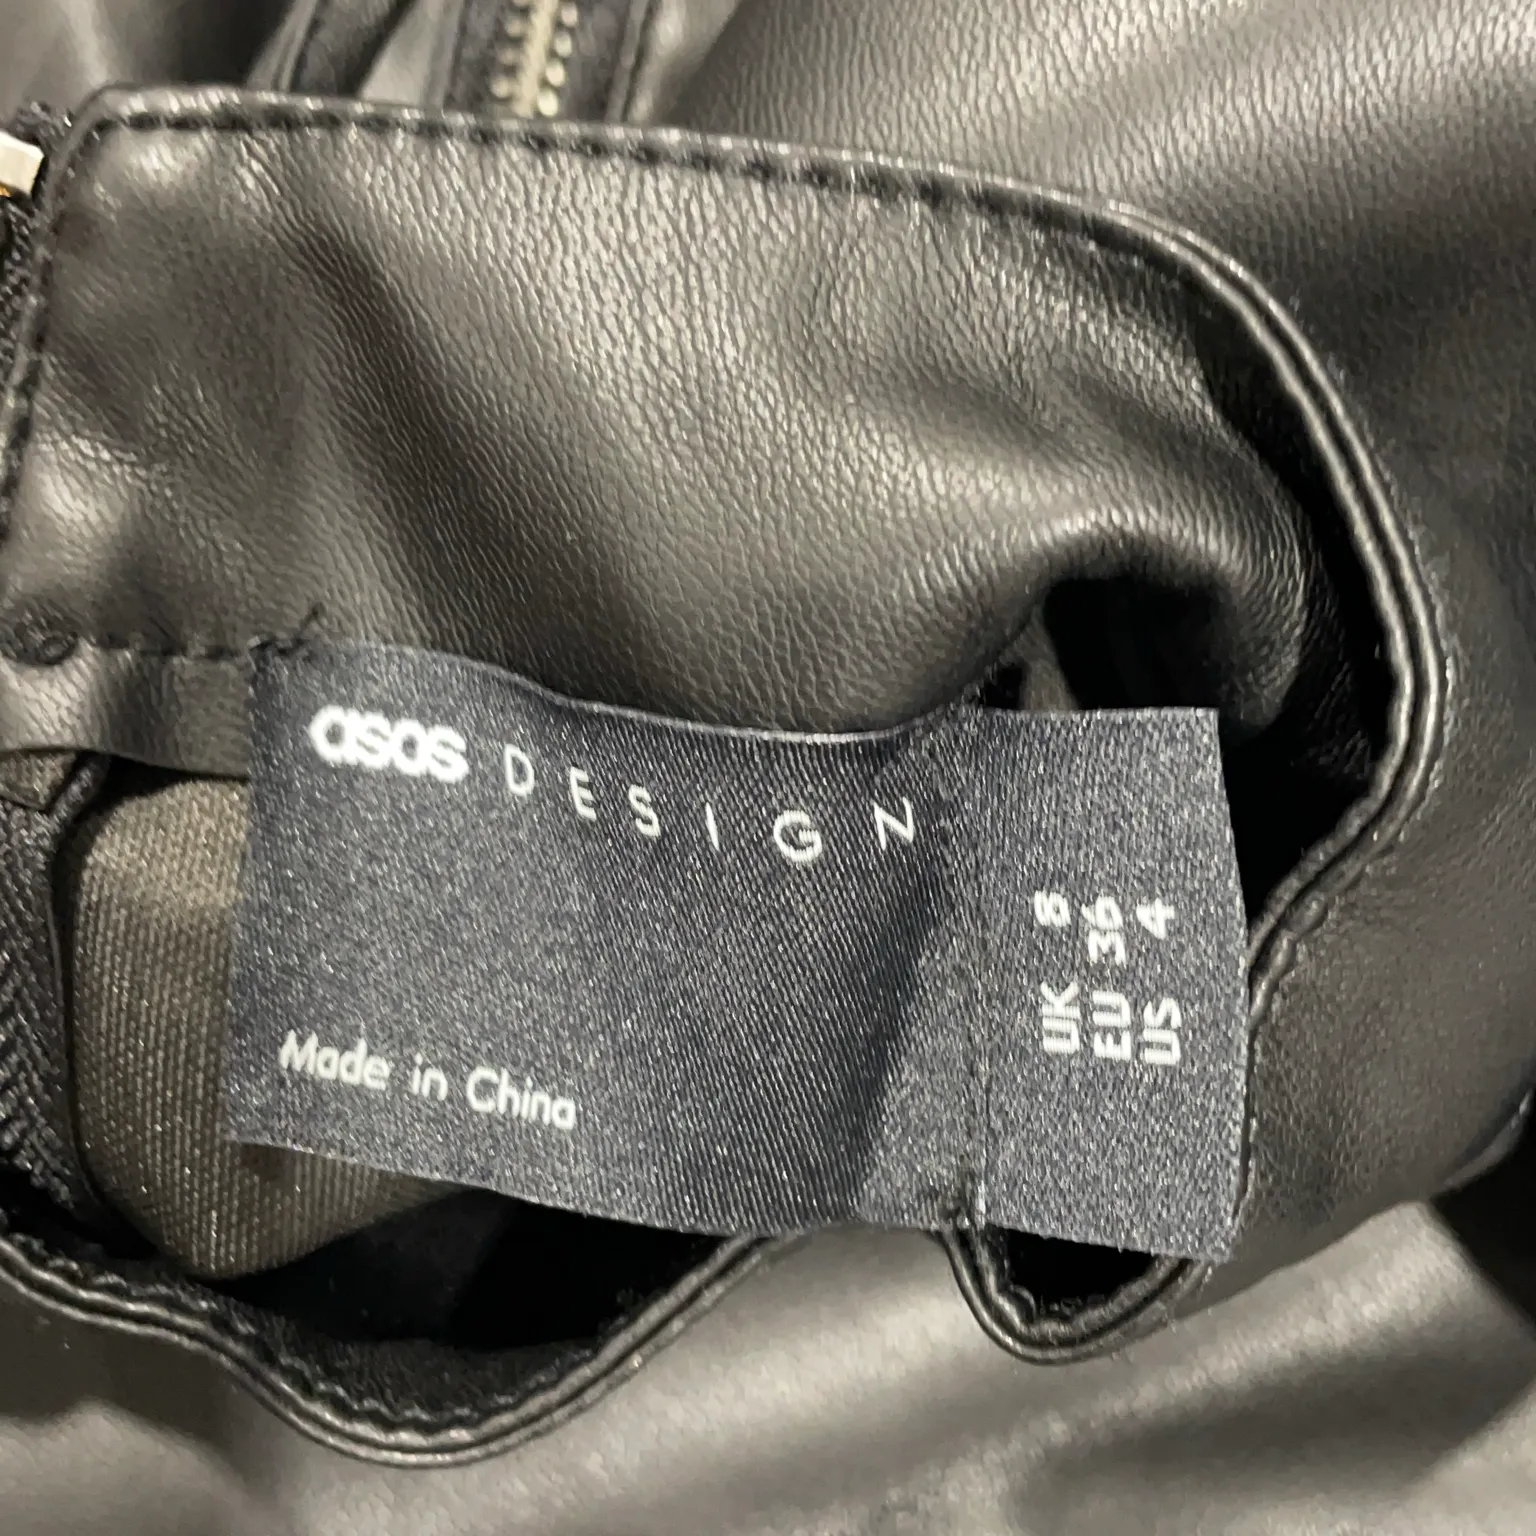 asos DESIGN
Made in China
UK 8
EU 36
US 4